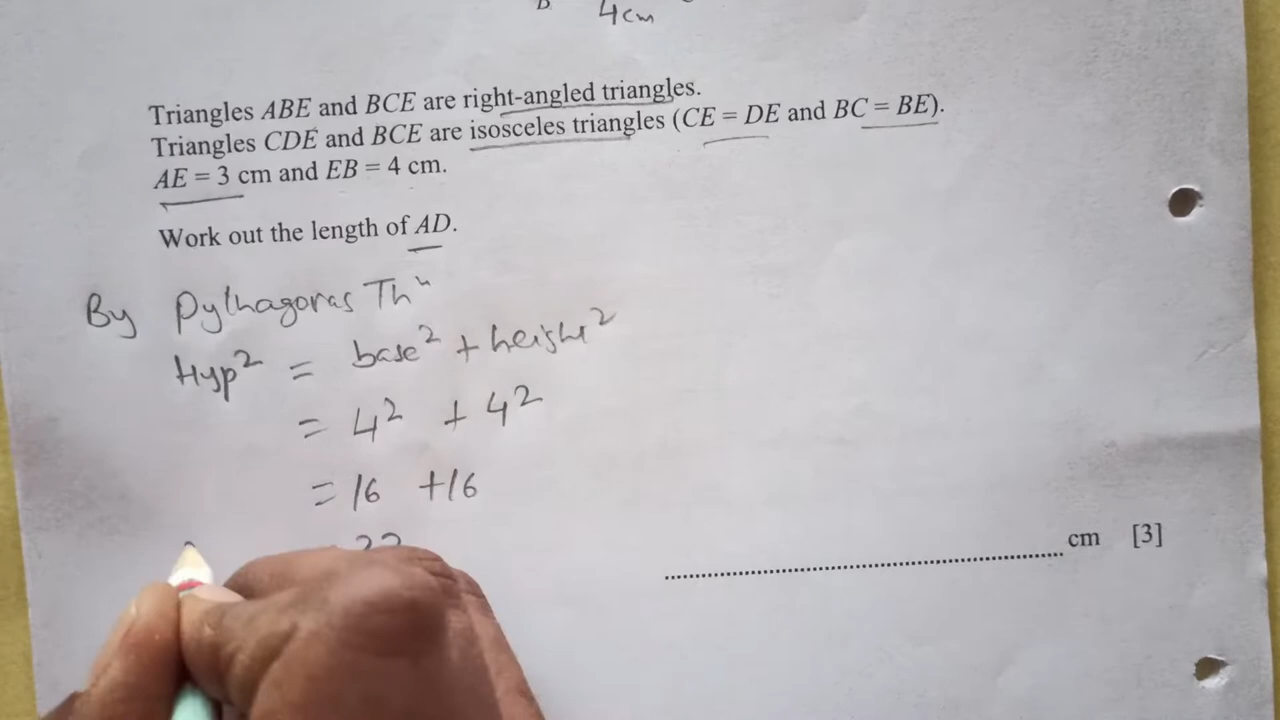 B
4cm
Triangles ABE and BCE are right-angled triangles.
Triangles CDE and BCE are isosceles triangles (CE = DE and BC = BE).
AE = 3 cm and EB = 4 cm.
Work out the length of AD.
By Pythagoras Thⁿ
Hyp² = base² + height²
= 4² + 4²
= 16 +16
cm [3]